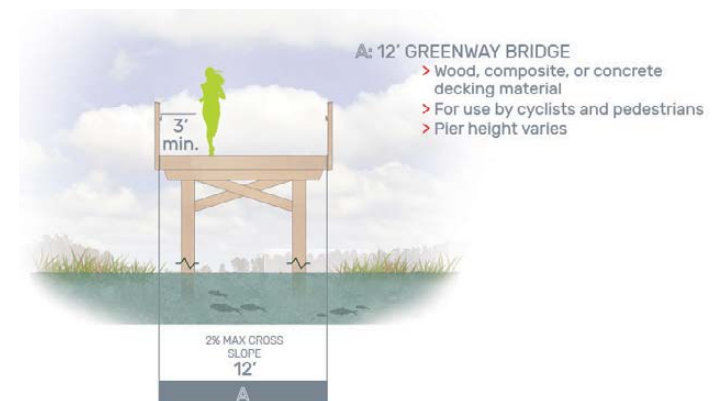 A: 12' GREENWAY BRIDGE
> Wood, composite, or concrete
decking material
> For use by cyclists and pedestrians
> Pier height varies
3'
min.
2% MAX CROSS
SLOPE
12'
A